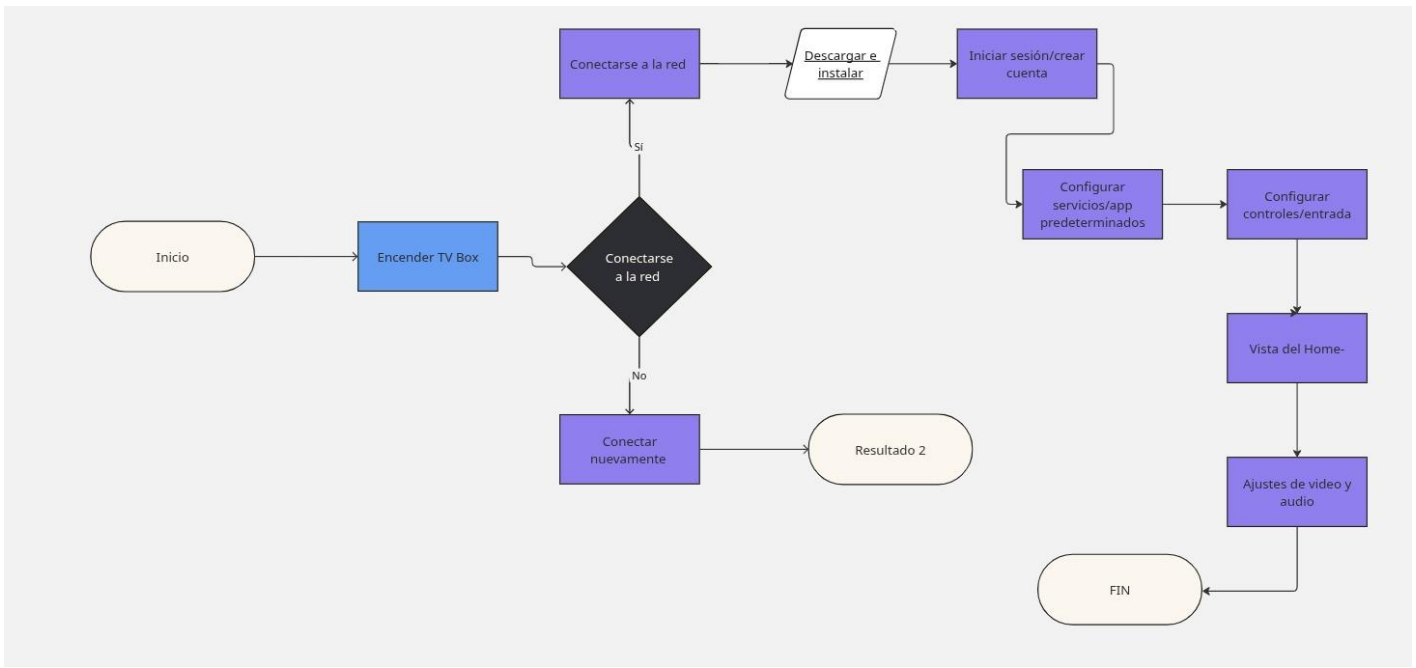 Conectarse a la red
Descargar e
instalar
Iniciar sesión/crear
cuenta
Sí
Configurar
servicios/app
predeterminados
Configurar
controles/entrada
Inicio
Encender TV Box
Conectarse
a la red
Vista del Home-
No
Conectar
nuevamente
Resultado 2
Ajustes de video y
audio
FIN